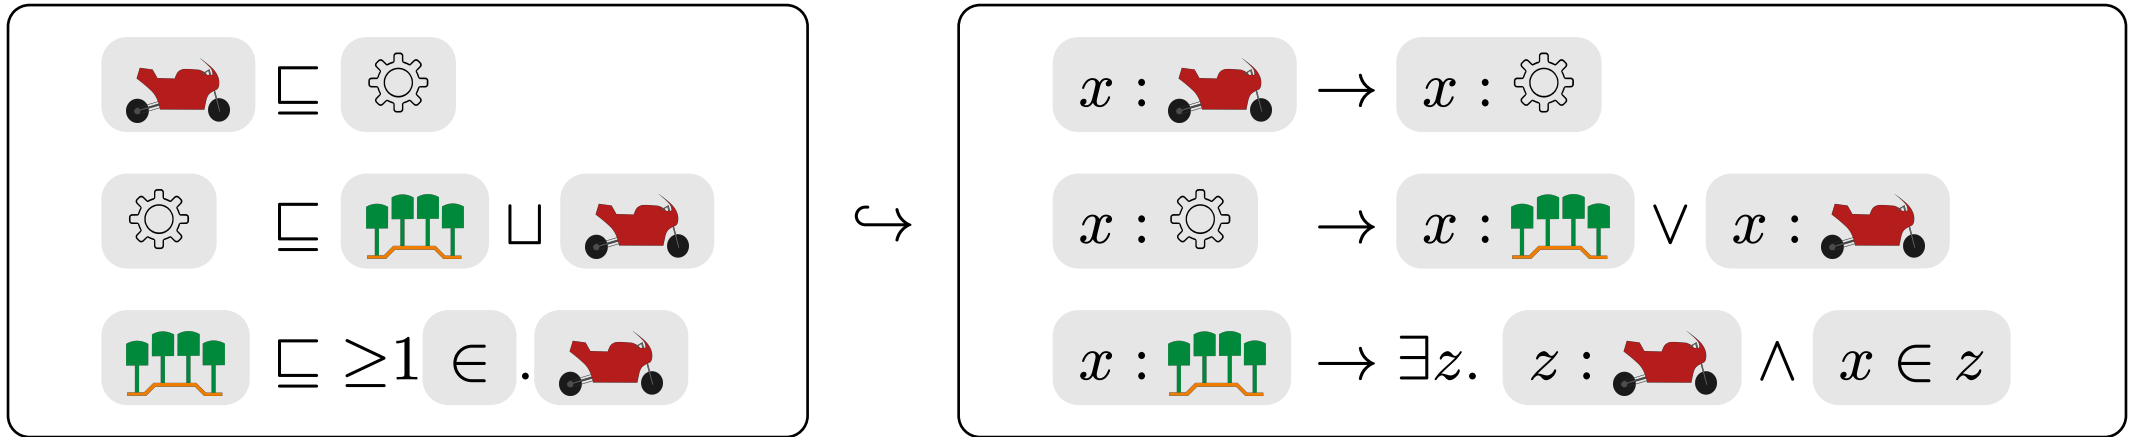 ⊑
x : → x :
⊑ ⊔
↪
x : → x : ∨ x :
⊑ ≥1 ∈ .
x : → ∃z. z : ∧ x ∈ z